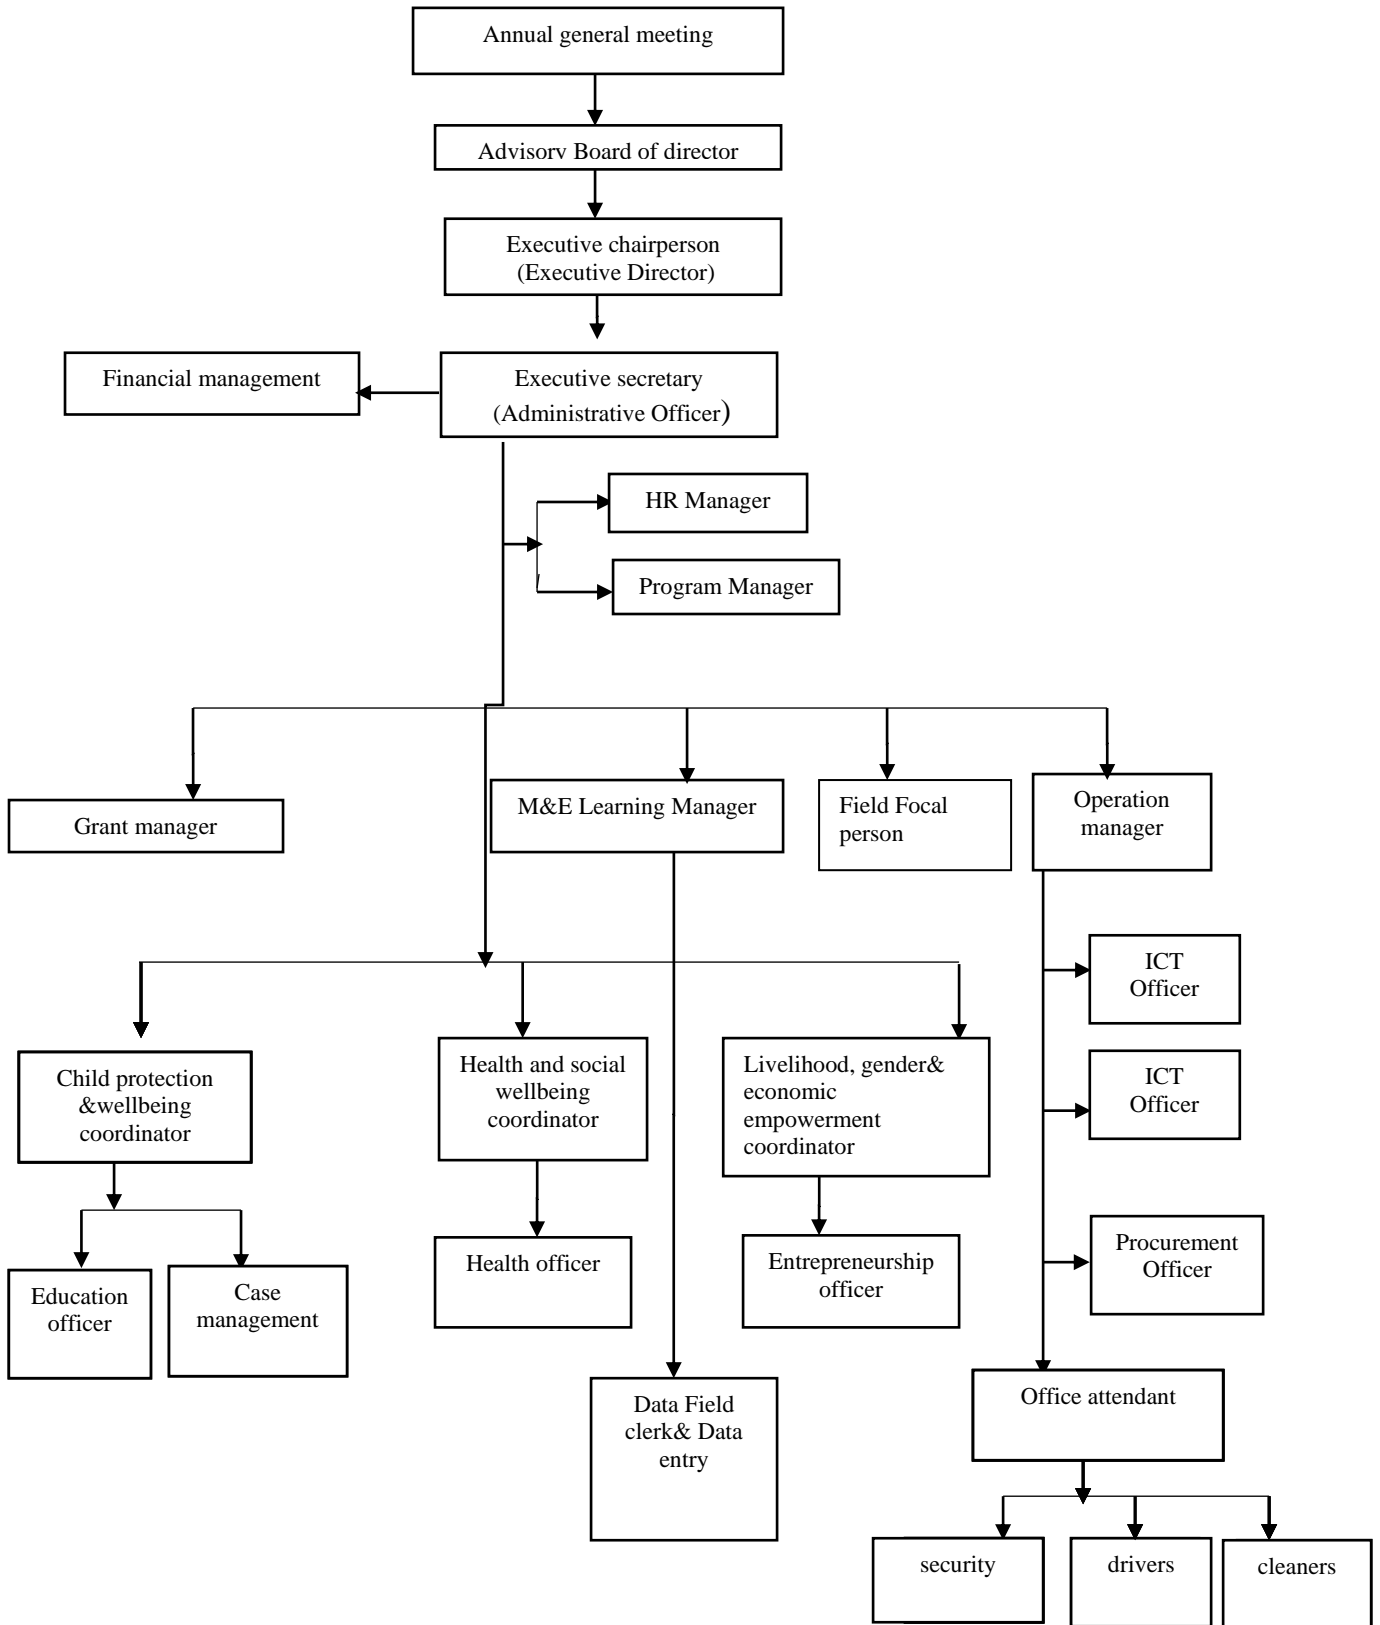 Annual general meeting
Advisory Board of director
Executive chairperson
(Executive Director)
Financial management
Executive secretary
(Administrative Officer)
HR Manager
Program Manager
Grant manager
M&E Learning Manager
Field Focal
person
Operation
manager
ICT
Officer
ICT
Officer
Child protection
&wellbeing
coordinator
Health and social
wellbeing
coordinator
Livelihood, gender&
economic
empowerment
coordinator
Procurement
Officer
Education
officer
Case
management
Health officer
Entrepreneurship
officer
Data Field
clerk& Data
entry
Office attendant
security
drivers
cleaners